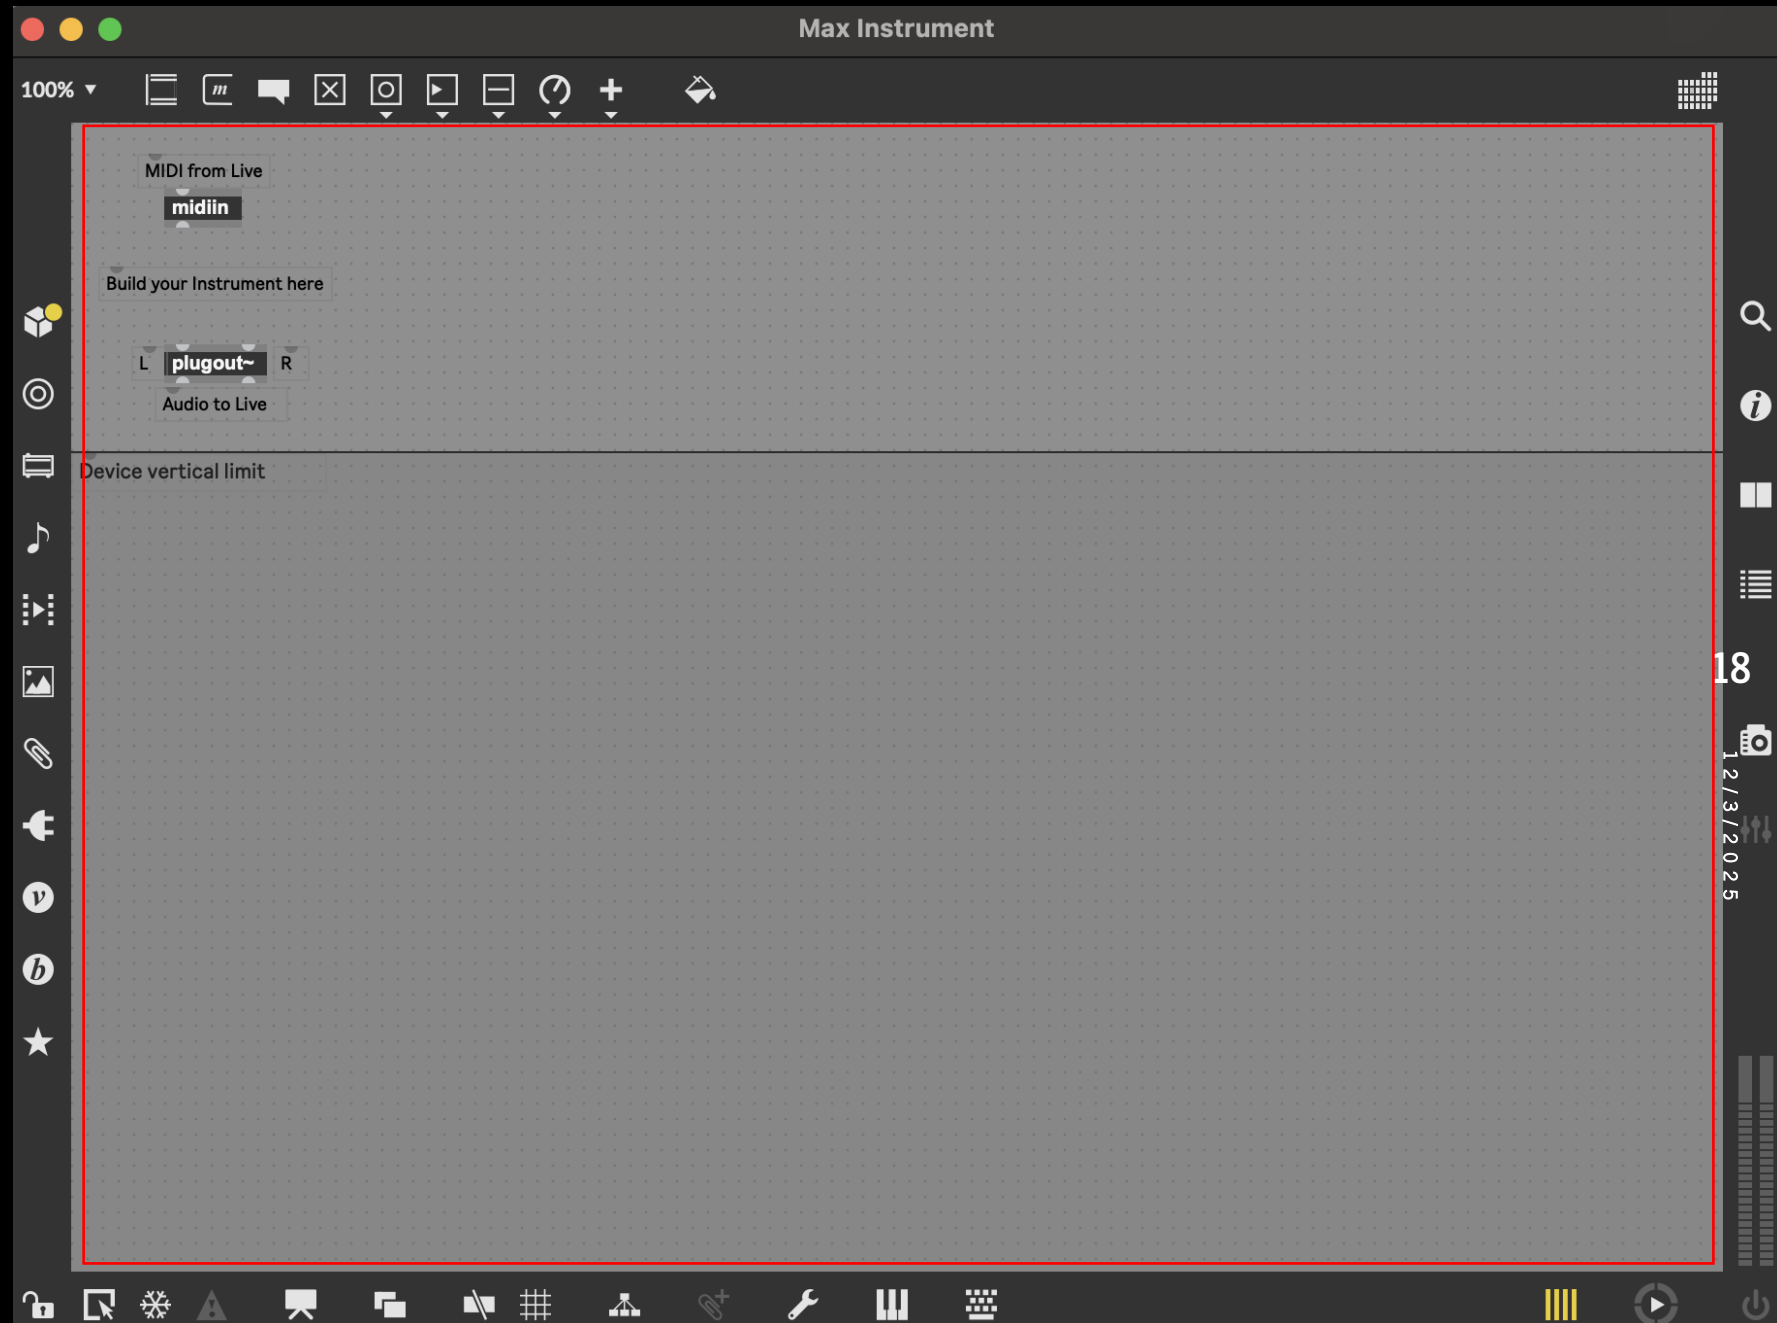 Max Instrument
100%
m
MIDI from Live
midiin
Build your Instrument here
L plugout~ R
Audio to Live
Device vertical limit
i
18
12/3/2025
v
b